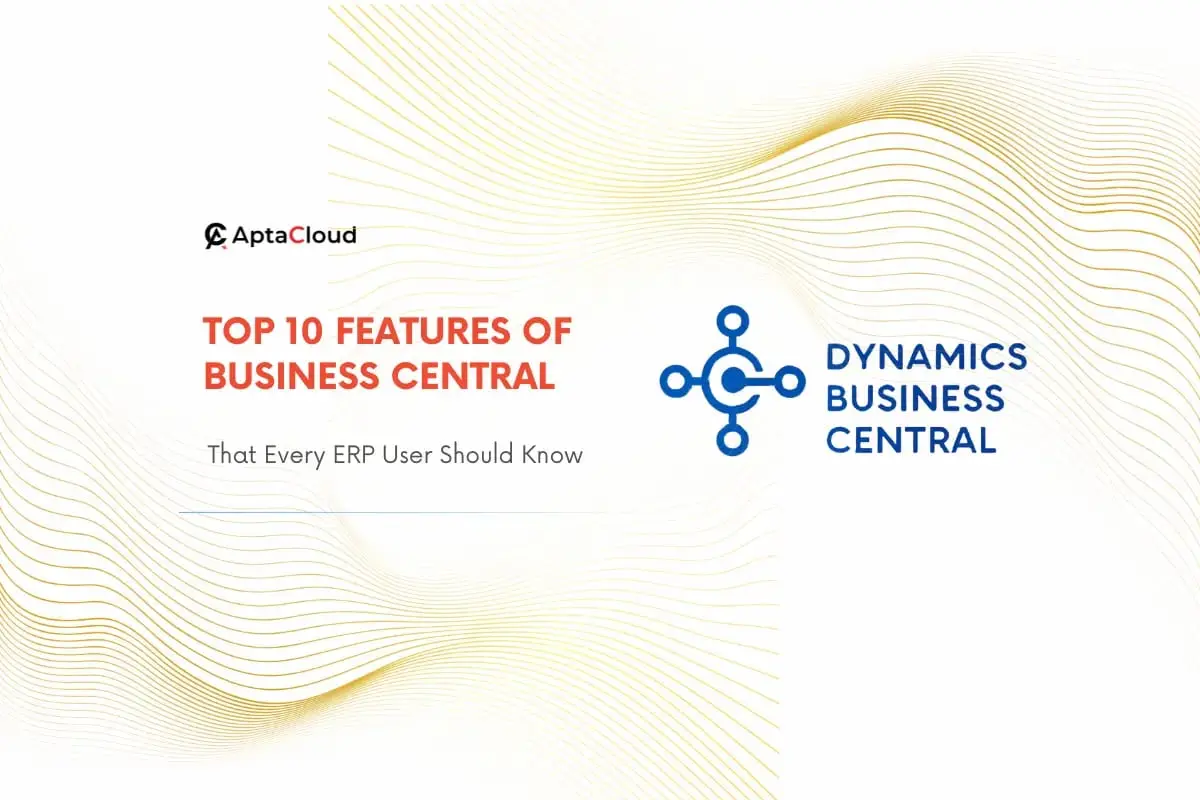 AptaCloud
TOP 10 FEATURES OF
BUSINESS CENTRAL
That Every ERP User Should Know
DYNAMICS
BUSINESS
CENTRAL